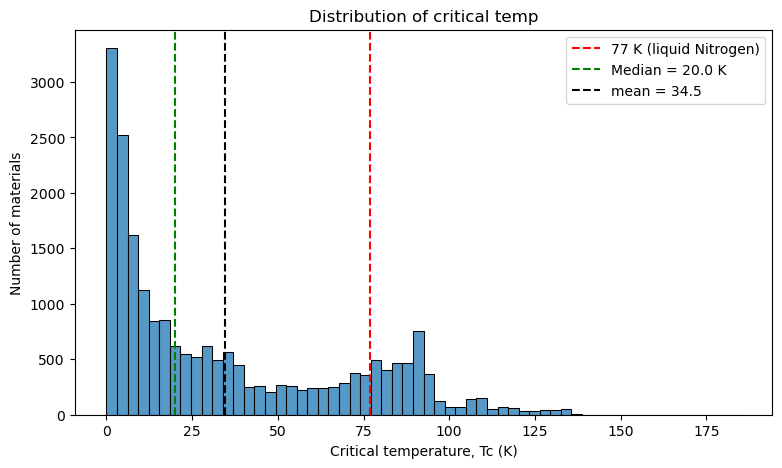 Distribution of critical temp
77 K (liquid Nitrogen)
Median = 20.0 K
mean = 34.5
Number of materials
3000
2500
2000
1500
1000
500
0
0 25 50 75 100 125 150 175
Critical temperature, Tc (K)